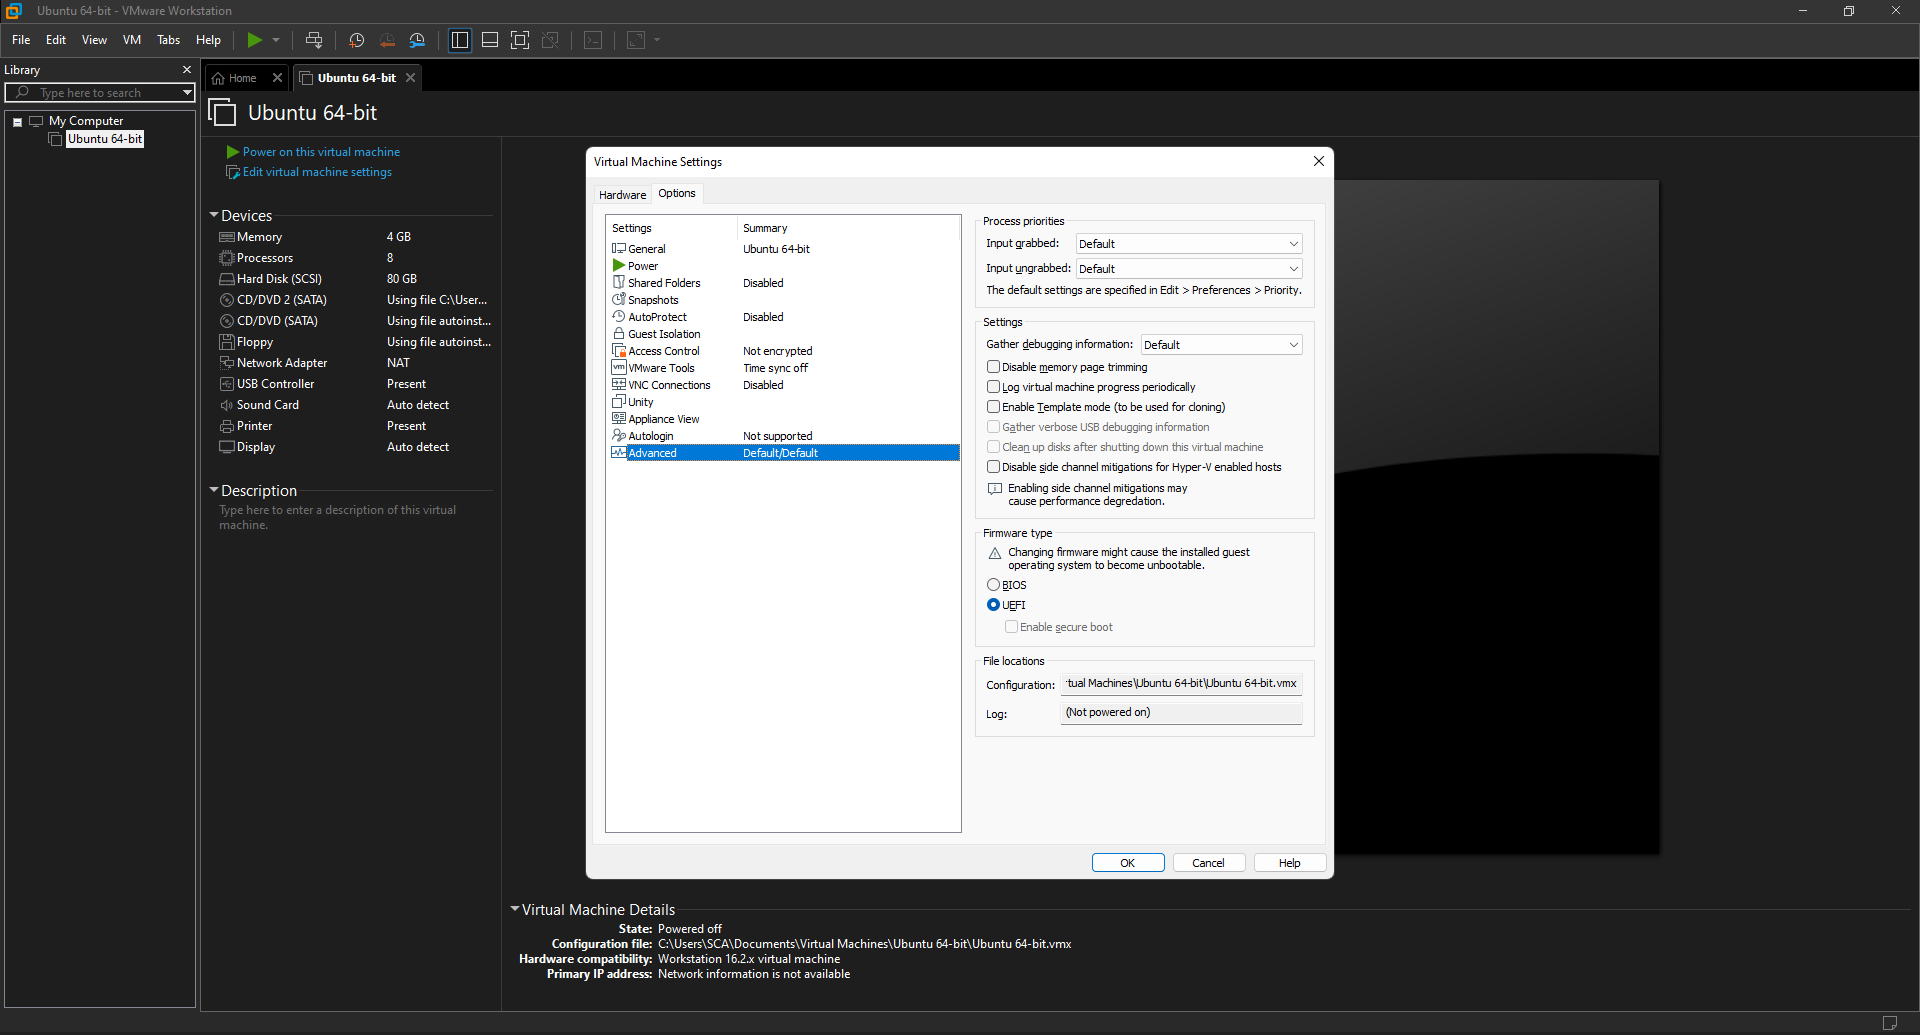 Ubuntu 64-bit - VMware Workstation
File Edit View VM Tabs Help
Library
Type here to search
My Computer
Ubuntu 64-bit
Home
Ubuntu 64-bit
Ubuntu 64-bit
Power on this virtual machine
Edit virtual machine settings
Devices
Memory 4 GB
Processors 8
Hard Disk (SCSI) 80 GB
CD/DVD 2 (SATA) Using file C:\User...
CD/DVD (SATA) Using file autoinst...
Floppy Using file autoinst...
Network Adapter NAT
USB Controller Present
Sound Card Auto detect
Printer Present
Display Auto detect
Description
Type here to enter a description of this virtual
machine.
Virtual Machine Settings
Hardware Options
Settings Summary
General Ubuntu 64-bit
Power
Shared Folders Disabled
Snapshots
AutoProtect Disabled
Guest Isolation
Access Control Not encrypted
vm VMware Tools Time sync off
VNC Connections Disabled
Unity
Appliance View
Autologin Not supported
Advanced Default/Default
Process priorities
Input grabbed: Default
Input ungrabbed: Default
The default settings are specified in Edit > Preferences > Priority.
Settings
Gather debugging information: Default
Disable memory page trimming
Log virtual machine progress periodically
Enable Template mode (to be used for cloning)
Gather verbose USB debugging information
Clean up disks after shutting down this virtual machine
Disable side channel mitigations for Hyper-V enabled hosts
Enabling side channel mitigations may
cause performance degredation.
Firmware type
Changing firmware might cause the installed guest
operating system to become unbootable.
BIOS
UEFI
Enable secure boot
File locations
Configuration: tual Machines\Ubuntu 64-bit\Ubuntu 64-bit.vmx
Log: (Not powered on)
OK Cancel Help
Virtual Machine Details
State: Powered off
Configuration file: C:\Users\SCA\Documents\Virtual Machines\Ubuntu 64-bit\Ubuntu 64-bit.vmx
Hardware compatibility: Workstation 16.2.x virtual machine
Primary IP address: Network information is not available